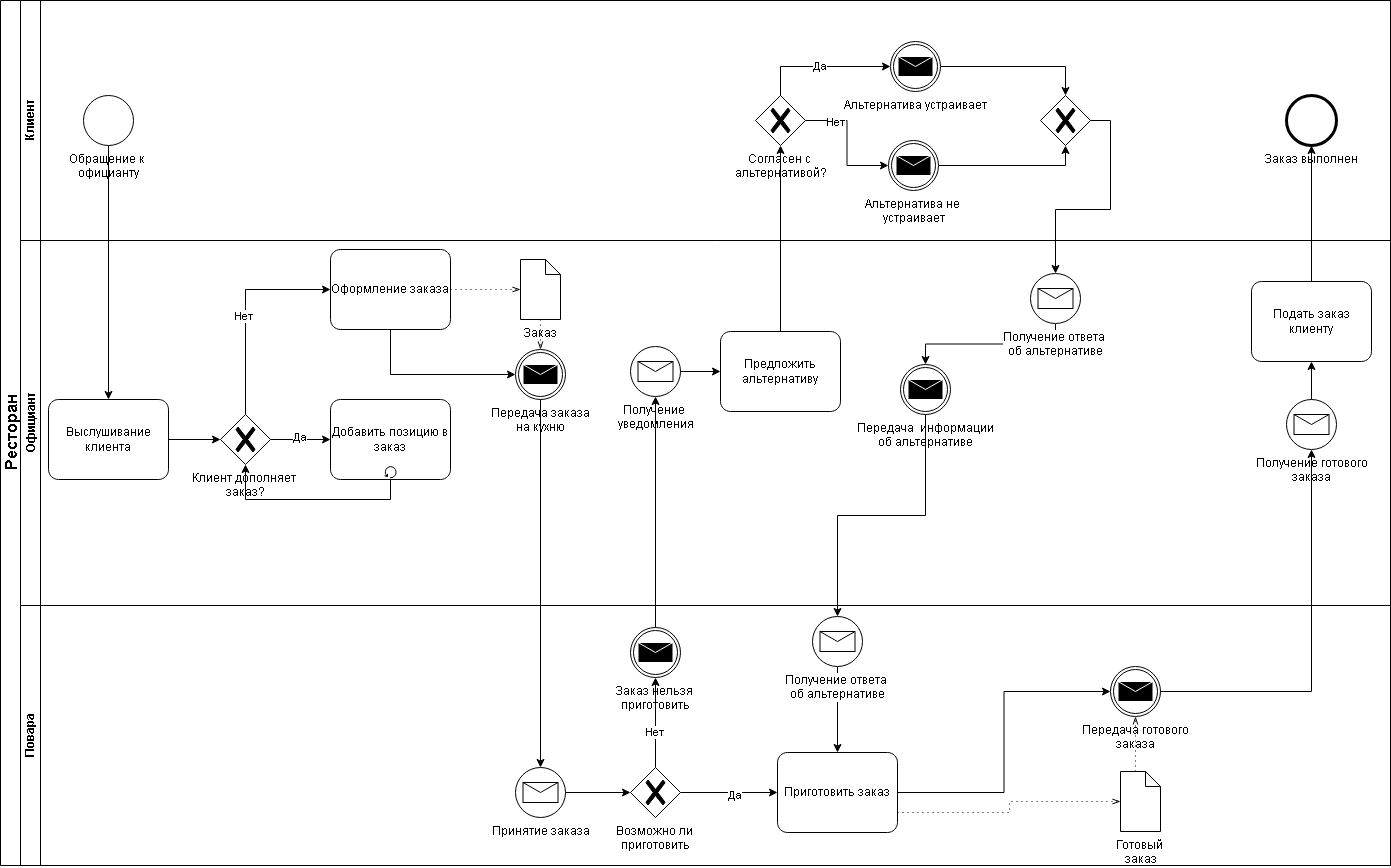 Ресторан
Клиент
Обращение к
официанту
Согласен с
альтернативой?
Да
Нет
Альтернатива устраивает
Альтернатива не
устраивает
Заказ выполнен
Официант
Выслушивание
клиента
Клиент дополняет
заказ?
Нет
Да
Оформление заказа
Добавить позицию в
заказ
Заказ
Передача заказа
на кухню
Получение
уведомления
Предложить
альтернативу
Получение ответа
об альтернативе
Передача информации
об альтернативе
Подать заказ
клиенту
Получение готового
заказа
Повара
Принятие заказа
Возможно ли
приготовить
Нет
Да
Заказ нельзя
приготовить
Получение ответа
об альтернативе
Приготовить заказ
Передача готового
заказа
Готовый
заказ